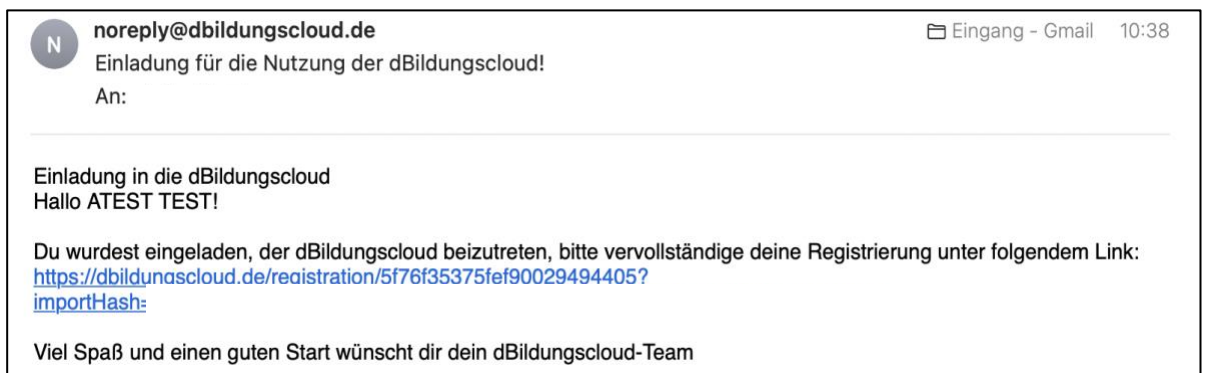 N
noreply@dbildungscloud.de
Eingang - Gmail 10:38
Einladung für die Nutzung der dBildungscloud!
An:
Einladung in die dBildungscloud
Hallo ATEST TEST!
Du wurdest eingeladen, der dBildungscloud beizutreten, bitte vervollständige deine Registrierung unter folgendem Link:
https://dbildungscloud.de/registration/5f76f35375fef90029494405?
importHash=
Viel Spaß und einen guten Start wünscht dir dein dBildungscloud-Team